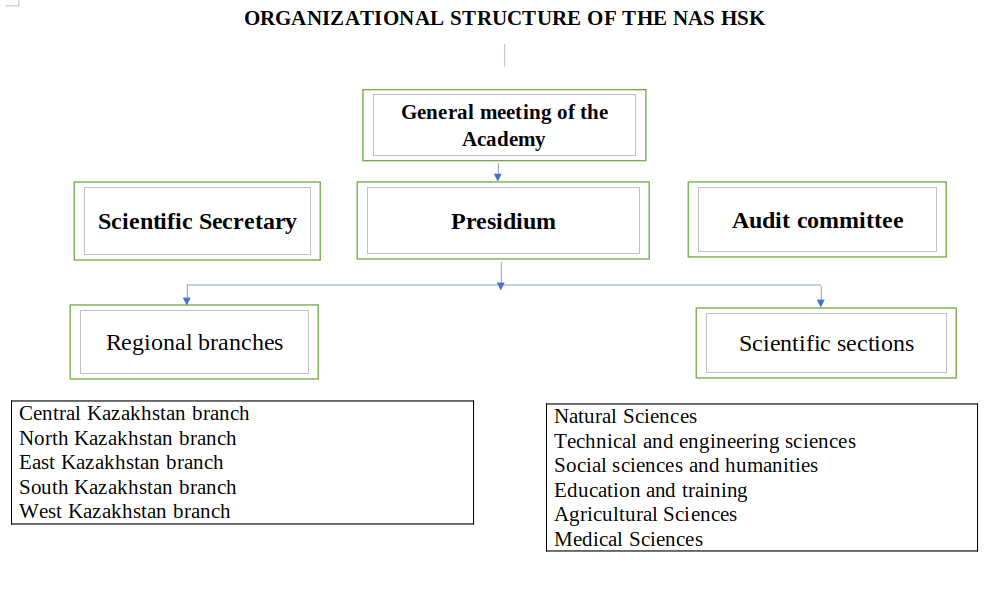 ORGANIZATIONAL STRUCTURE OF THE NAS HSK
General meeting of the
Academy
Scientific Secretary
Presidium
Audit committee
Regional branches
Scientific sections
Central Kazakhstan branch
North Kazakhstan branch
East Kazakhstan branch
South Kazakhstan branch
West Kazakhstan branch
Natural Sciences
Technical and engineering sciences
Social sciences and humanities
Education and training
Agricultural Sciences
Medical Sciences